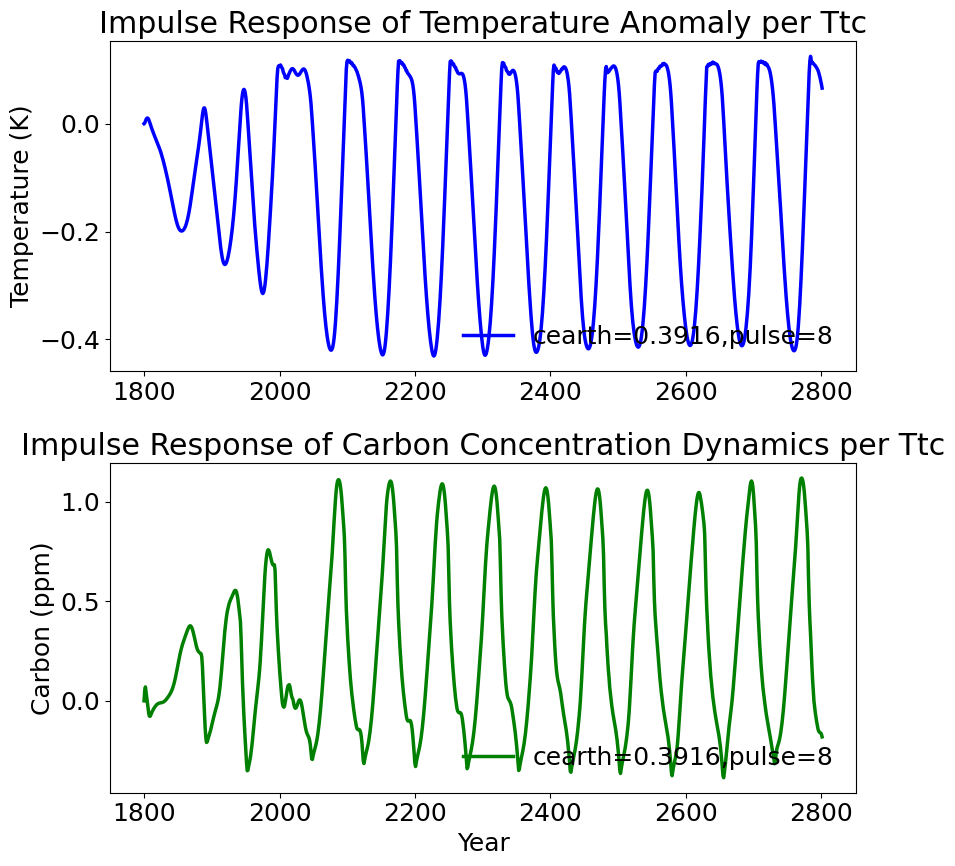 Impulse Response of Temperature Anomaly per Ttc
Temperature (K)
0.0
−0.2
−0.4
cearth=0.3916,pulse=8
1800 2000 2200 2400 2600 2800
Impulse Response of Carbon Concentration Dynamics per Ttc
Carbon (ppm)
1.0
0.5
0.0
cearth=0.3916,pulse=8
1800 2000 2200 2400 2600 2800
Year